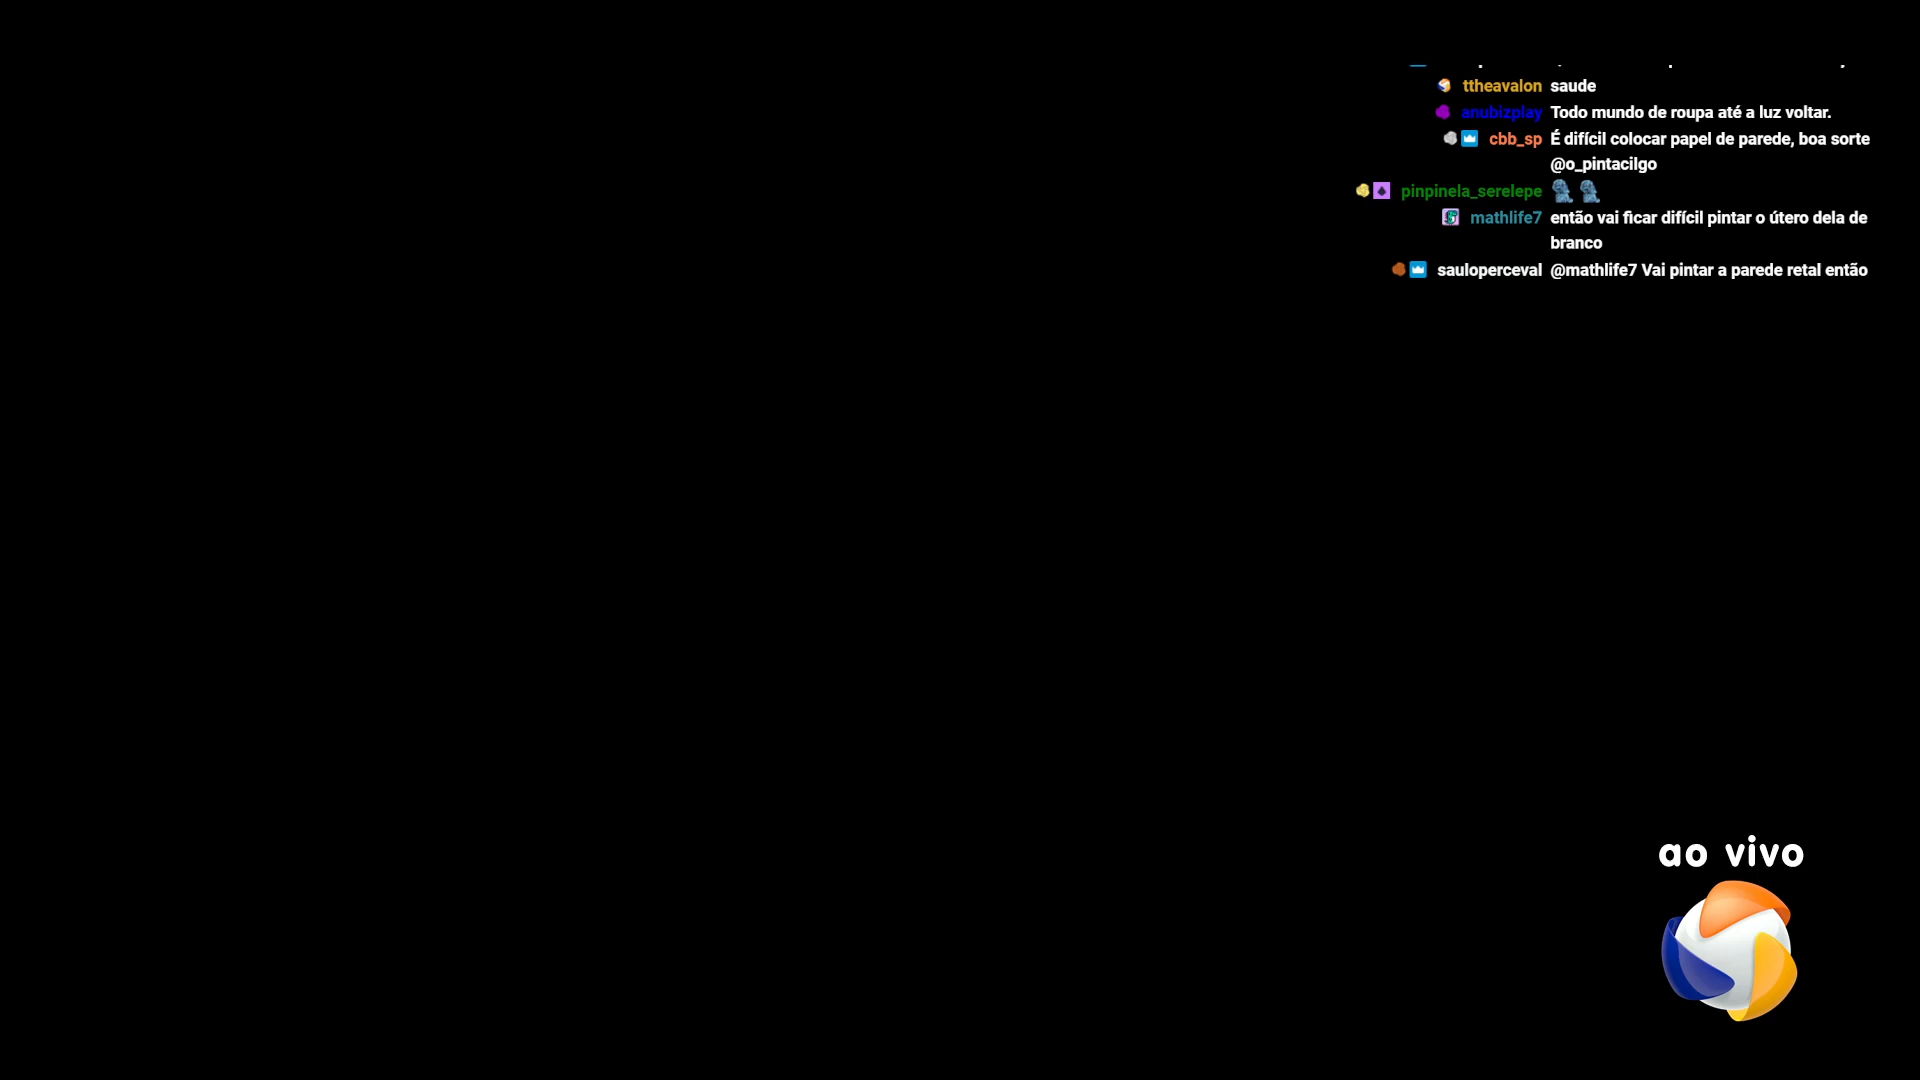 ttheavalon saude
anubizplay Todo mundo de roupa até a luz voltar.
cbb_sp É difícil colocar papel de parede, boa sorte
@o_pintacilgo
pinpinela_serelepe
mathlife7 então vai ficar difícil pintar o útero dela de
branco
sauloperceval @mathlife7 Vai pintar a parede retal então
ao vivo